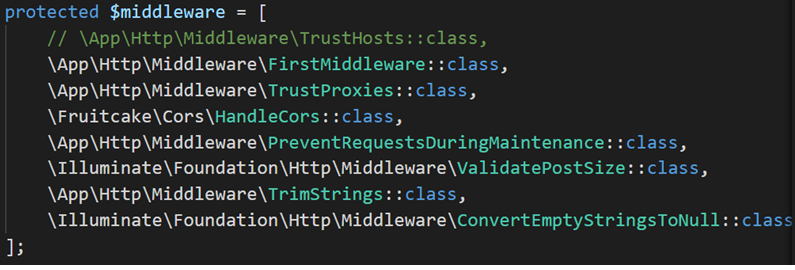 protected $middleware = [
// \App\Http\Middleware\TrustHosts::class,
\App\Http\Middleware\FirstMiddleware::class,
\App\Http\Middleware\TrustProxies::class,
\Fruitcake\Cors\HandleCors::class,
\App\Http\Middleware\PreventRequestsDuringMaintenance::class,
\Illuminate\Foundation\Http\Middleware\ValidatePostSize::class,
\App\Http\Middleware\TrimStrings::class,
\Illuminate\Foundation\Http\Middleware\ConvertEmptyStringsToNull::class
];